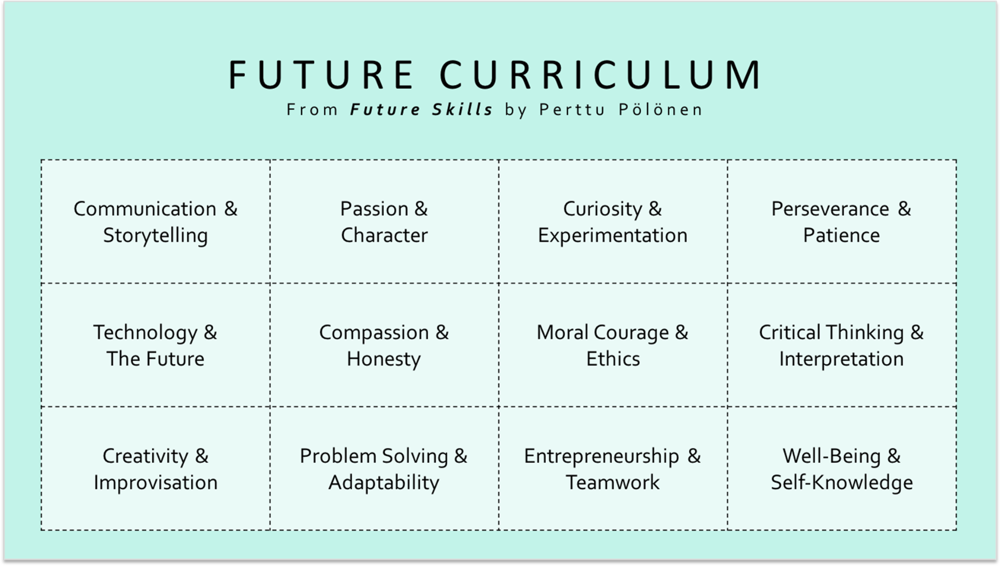 FUTURE CURRICULUM
From Future Skills by Perttu Pölönen
Communication &
Storytelling
Passion &
Character
Curiosity &
Experimentation
Perseverance &
Patience
Technology &
The Future
Compassion &
Honesty
Moral Courage &
Ethics
Critical Thinking &
Interpretation
Creativity &
Improvisation
Problem Solving &
Adaptability
Entrepreneurship &
Teamwork
Well-Being &
Self-Knowledge